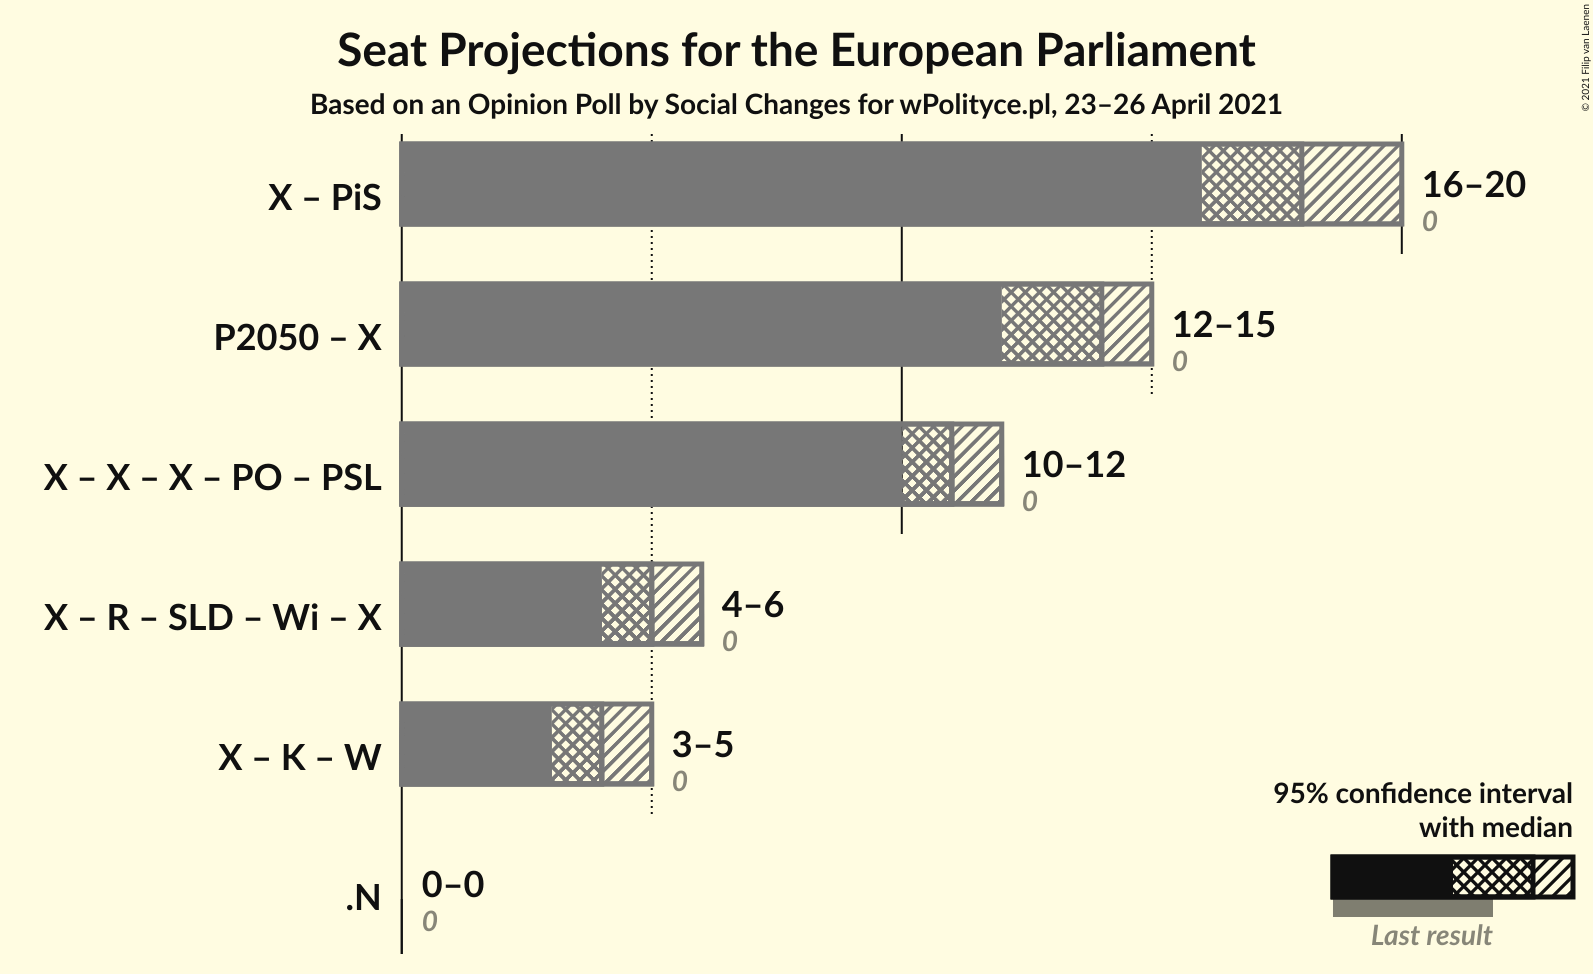 Seat Projections for the European Parliament
Based on an Opinion Poll by Social Changes for wPolityce.pl, 23–26 April 2021
© 2021 Filip van Laenen
X – PiS
16–20
0
P2050 – X
12–15
0
X – X – X – PO – PSL
10–12
0
X – R – SLD – Wi – X
4–6
0
X – K – W
3–5
0
.N
0–0
0
95% confidence interval
with median
Last result